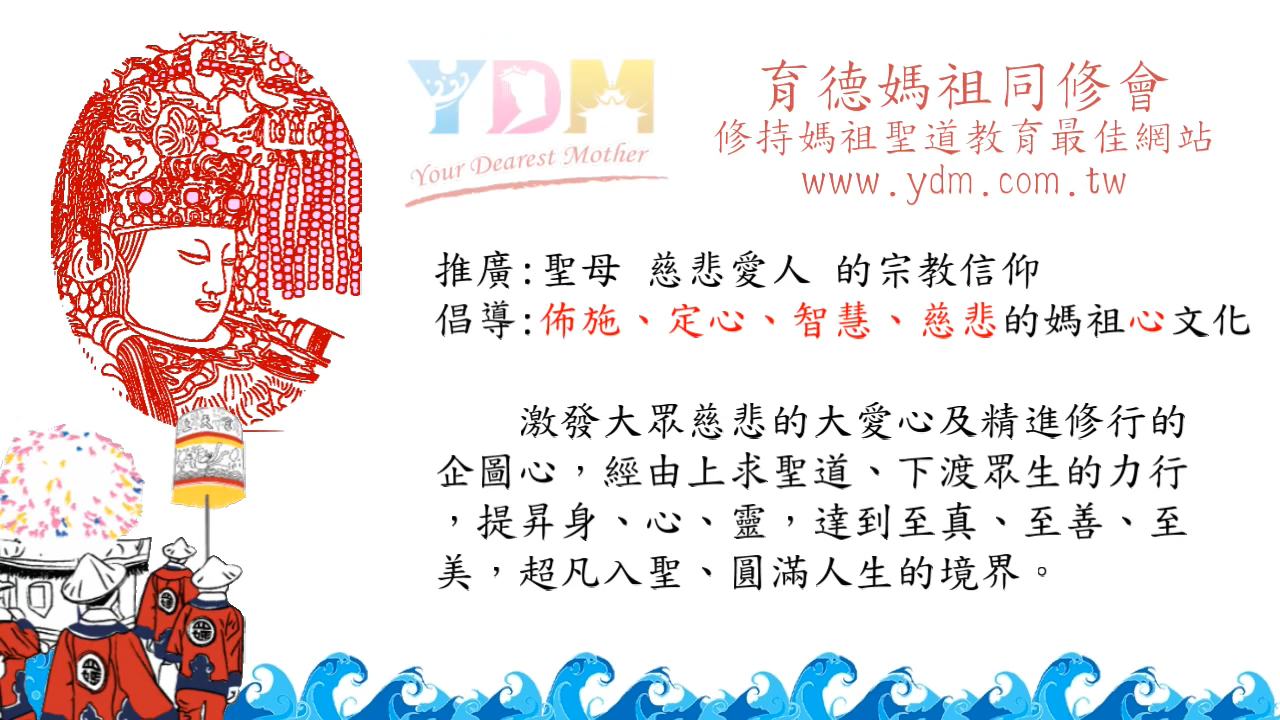 YDM
Your Dearest Mother
育德媽祖同修會
修持媽祖聖道教育最佳網站
www.ydm.com.tw
推廣:聖母 慈悲愛人 的宗教信仰
倡導:佈施、定心、智慧、慈悲的媽祖心文化
激發大眾慈悲的大愛心及精進修行的
企圖心，經由上求聖道、下渡眾生的力行
，提昇身、心、靈，達到至真、至善、至
美，超凡入聖、圓滿人生的境界。